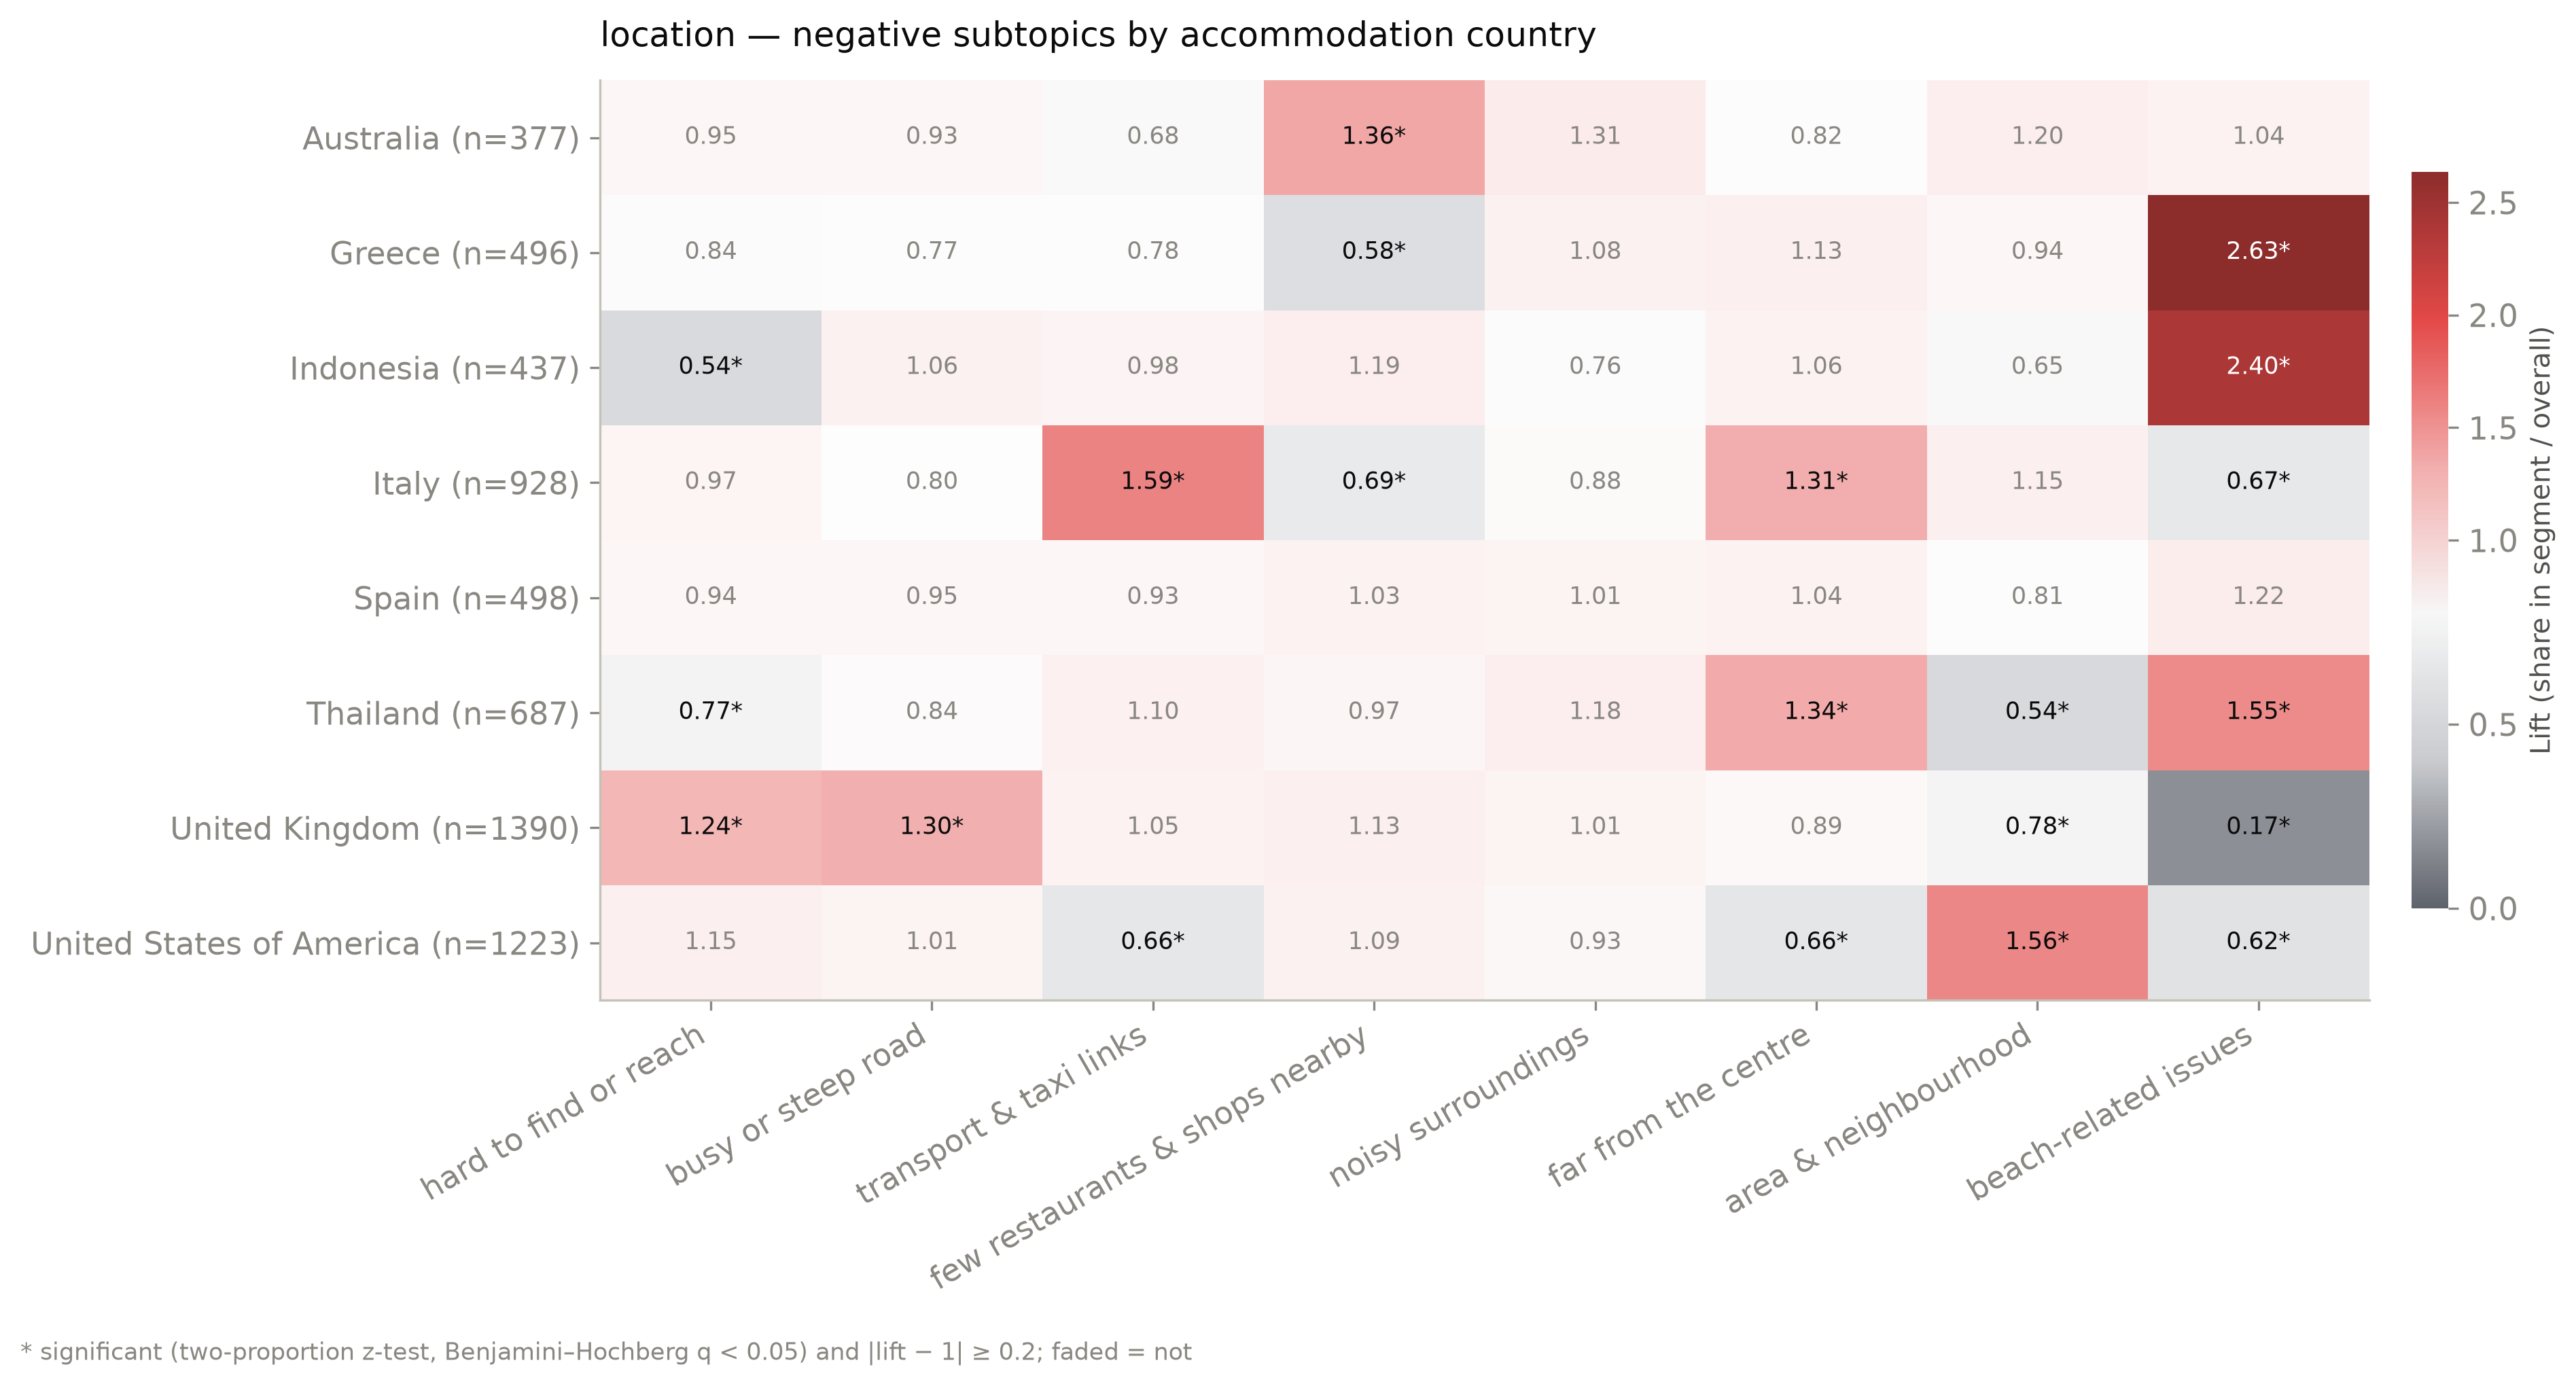 location — negative subtopics by accommodation country
Australia (n=377) 0.95 0.93 0.68 1.36* 1.31 0.82 1.20 1.04
Greece (n=496) 0.84 0.77 0.78 0.58* 1.08 1.13 0.94 2.63*
Indonesia (n=437) 0.54* 1.06 0.98 1.19 0.76 1.06 0.65 2.40*
Italy (n=928) 0.97 0.80 1.59* 0.69* 0.88 1.31* 1.15 0.67*
Spain (n=498) 0.94 0.95 0.93 1.03 1.01 1.04 0.81 1.22
Thailand (n=687) 0.77* 0.84 1.10 0.97 1.18 1.34* 0.54* 1.55*
United Kingdom (n=1390) 1.24* 1.30* 1.05 1.13 1.01 0.89 0.78* 0.17*
United States of America (n=1223) 1.15 1.01 0.66* 1.09 0.93 0.66* 1.56* 0.62*
hard to find or reach
busy or steep road
transport & taxi links
few restaurants & shops nearby
noisy surroundings
far from the centre
area & neighbourhood
beach-related issues
2.5
2.0
1.5
1.0
0.5
0.0
Lift (share in segment / overall)
* significant (two-proportion z-test, Benjamini–Hochberg q < 0.05) and |lift − 1| ≥ 0.2; faded = not